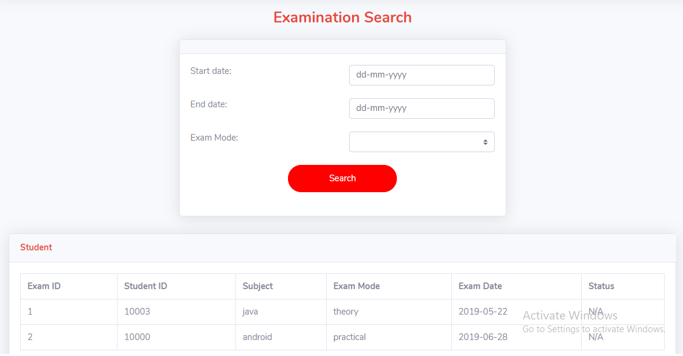 Examination Search
Start date: dd-mm-yyyy
End date: dd-mm-yyyy
Exam Mode:
Search
Student
Exam ID Student ID Subject Exam Mode Exam Date Status
1 10003 java theory 2019-05-22 N/A
2 10000 android practical 2019-06-28 N/A
Activate Windows
Go to Settings to activate Windows.